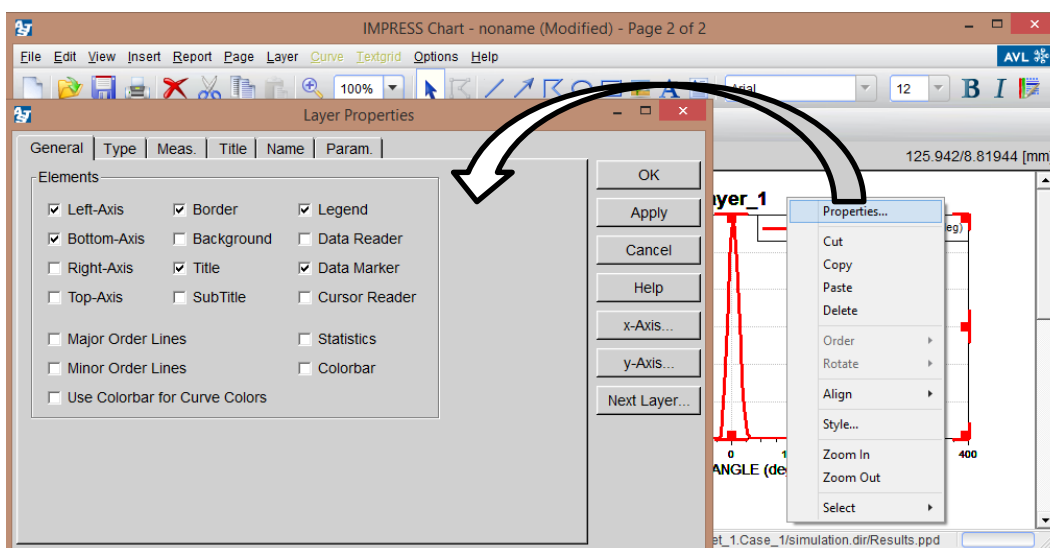 IMPRESS Chart - noname (Modified) - Page 2 of 2
File Edit View Insert Report Page Layer Curve Textgrid Options Help
AVL
100% A Arial 12 B I
Layer Properties
125.942/8.81944 [mm
General Type Meas. Title Name Param.
Elements
Left-Axis Border Legend
Bottom-Axis Background Data Reader
Right-Axis Title Data Marker
Top-Axis SubTitle Cursor Reader
Major Order Lines Statistics
Minor Order Lines Colorbar
Use Colorbar for Curve Colors
OK
Apply
Cancel
Help
x-Axis...
y-Axis...
Next Layer...
yer_1
eg)
Properties...
Cut
Copy
Paste
Delete
Order
Rotate
Align
Style...
Zoom In
Zoom Out
Select
0 1 400
ANGLE (de
et_1.Case_1/simulation.dir/Results.ppd